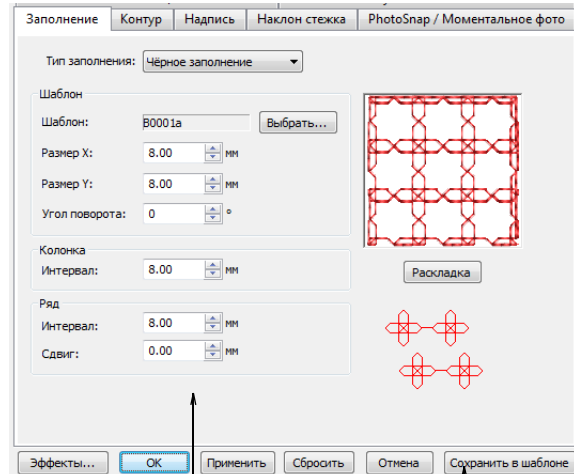 Заполнение Контур Надпись Наклон стежка PhotoSnap / Моментальное фото
Тип заполнения: Чёрное заполнение
Шаблон
Шаблон: B0001a Выбрать...
Размер X: 8.00 мм
Размер Y: 8.00 мм
Угол поворота: 0 °
Колонка
Интервал: 8.00 мм
Раскладка
Ряд
Интервал: 8.00 мм
Сдвиг: 0.00 мм
Эффекты... OK Применить Сбросить Отмена Сохранить в шаблоне